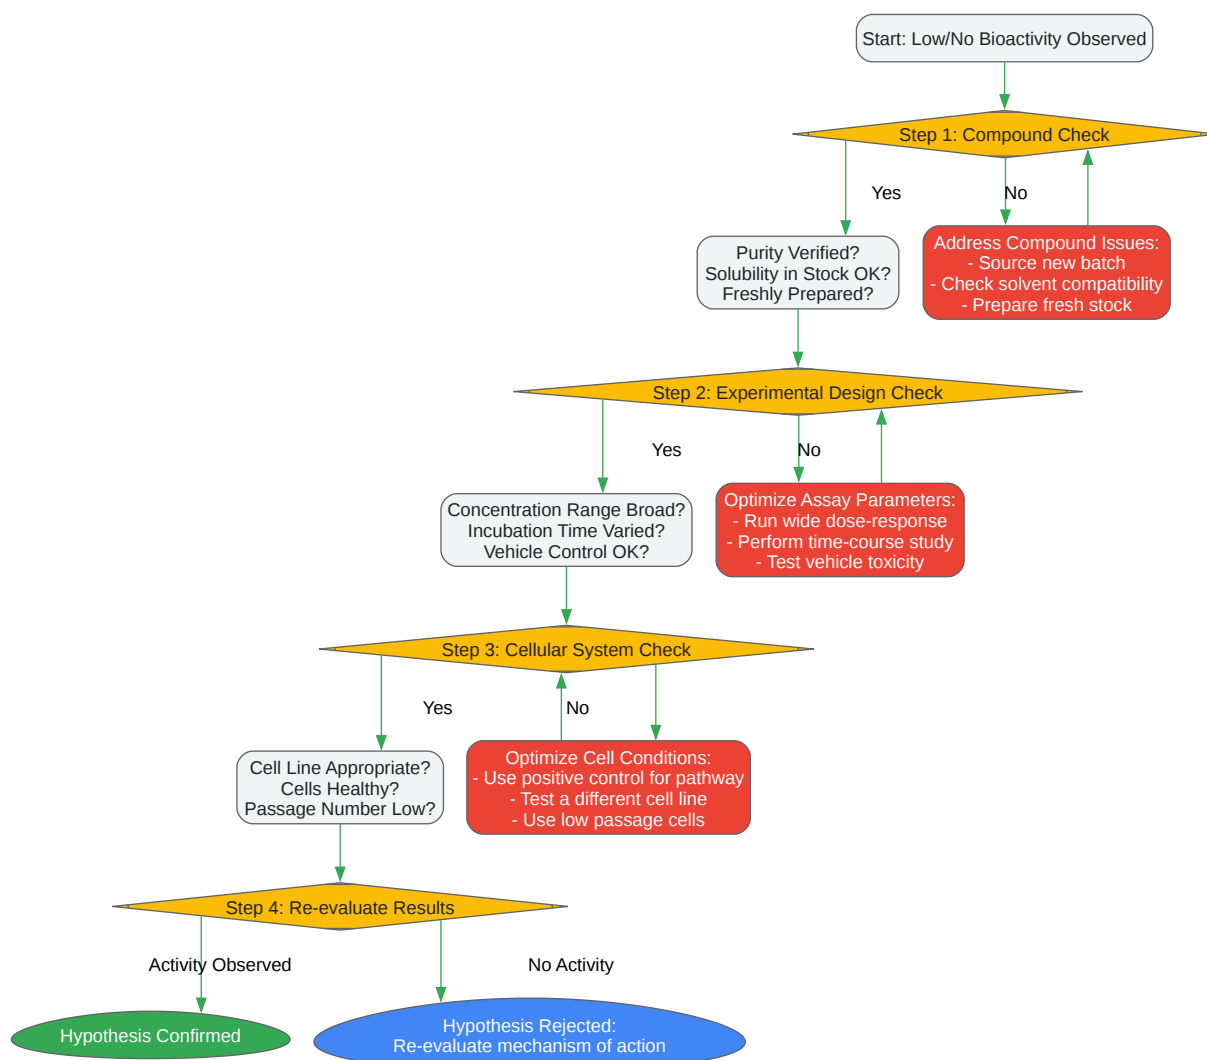 Start: Low/No Bioactivity Observed
Step 1: Compound Check
Yes
No
Purity Verified?
Solubility in Stock OK?
Freshly Prepared?
Address Compound Issues:
- Source new batch
- Check solvent compatibility
- Prepare fresh stock
Step 2: Experimental Design Check
Yes
No
Concentration Range Broad?
Incubation Time Varied?
Vehicle Control OK?
Optimize Assay Parameters:
- Run wide dose-response
- Perform time-course study
- Test vehicle toxicity
Step 3: Cellular System Check
Yes
No
Cell Line Appropriate?
Cells Healthy?
Passage Number Low?
Optimize Cell Conditions:
- Use positive control for pathway
- Test a different cell line
- Use low passage cells
Step 4: Re-evaluate Results
Activity Observed
No Activity
Hypothesis Confirmed
Hypothesis Rejected:
Re-evaluate mechanism of action